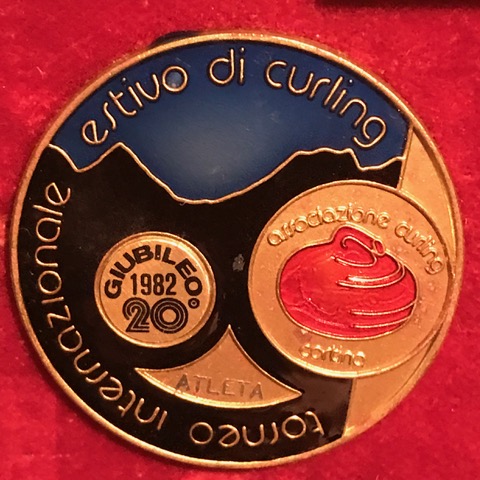 torneo internazionale
estivo di curling
GIUBILEO
1982
20°
associazione curling
cortina
ATLETA